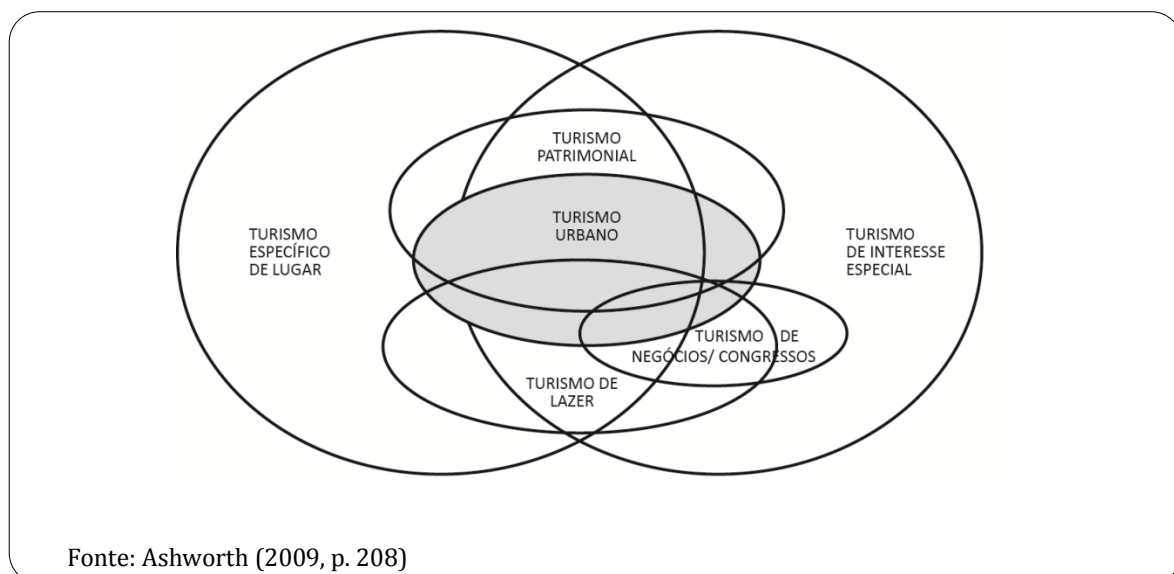 TURISMO
PATRIMONIAL
TURISMO
URBANO
TURISMO
ESPECÍFICO
DE LUGAR
TURISMO
DE INTERESSE
ESPECIAL
TURISMO DE
NEGÓCIOS/ CONGRESSOS
TURISMO DE
LAZER
Fonte: Ashworth (2009, p. 208)